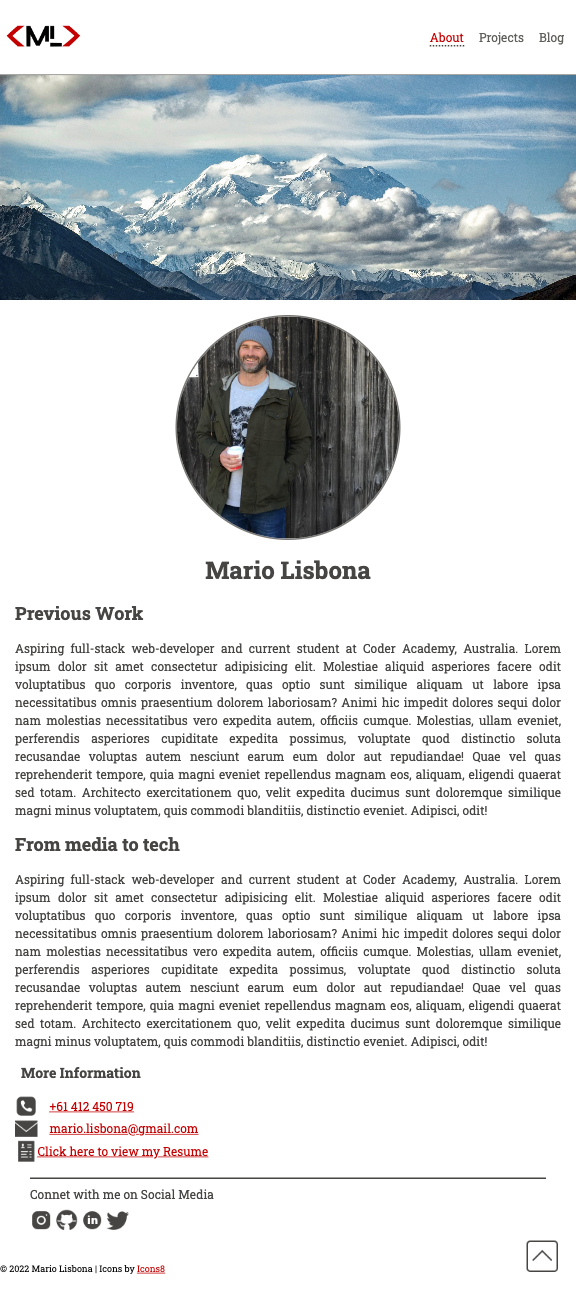 <ML>
About Projects Blog
Mario Lisbona
Previous Work
Aspiring full-stack web-developer and current student at Coder Academy, Australia. Lorem
ipsum dolor sit amet consectetur adipisicing elit. Molestiae aliquid asperiores facere odit
voluptatibus quo corporis inventore, quas optio sunt similique aliquam ut labore ipsa
necessitatibus omnis praesentium dolorem laboriosam? Animi hic impedit dolores sequi dolor
nam molestias necessitatibus vero expedita autem, officiis cumque. Molestias, ullam eveniet,
perferendis asperiores cupiditate expedita possimus, voluptate quod distinctio soluta
recusandae voluptas autem nesciunt earum eum dolor aut repudiandae! Quae vel quas
reprehenderit tempore, quia magni eveniet repellendus magnam eos, aliquam, eligendi quaerat
sed totam. Architecto exercitationem quo, velit expedita ducimus sunt doloremque similique
magni minus voluptatem, quis commodi blanditiis, distinctio eveniet. Adipisci, odit!
From media to tech
Aspiring full-stack web-developer and current student at Coder Academy, Australia. Lorem
ipsum dolor sit amet consectetur adipisicing elit. Molestiae aliquid asperiores facere odit
voluptatibus quo corporis inventore, quas optio sunt similique aliquam ut labore ipsa
necessitatibus omnis praesentium dolorem laboriosam? Animi hic impedit dolores sequi dolor
nam molestias necessitatibus vero expedita autem, officiis cumque. Molestias, ullam eveniet,
perferendis asperiores cupiditate expedita possimus, voluptate quod distinctio soluta
recusandae voluptas autem nesciunt earum eum dolor aut repudiandae! Quae vel quas
reprehenderit tempore, quia magni eveniet repellendus magnam eos, aliquam, eligendi quaerat
sed totam. Architecto exercitationem quo, velit expedita ducimus sunt doloremque similique
magni minus voluptatem, quis commodi blanditiis, distinctio eveniet. Adipisci, odit!
More Information
+61 412 450 719
mario.lisbona@gmail.com
Click here to view my Resume
Connet with me on Social Media
in
© 2022 Mario Lisbona | Icons by Icons8